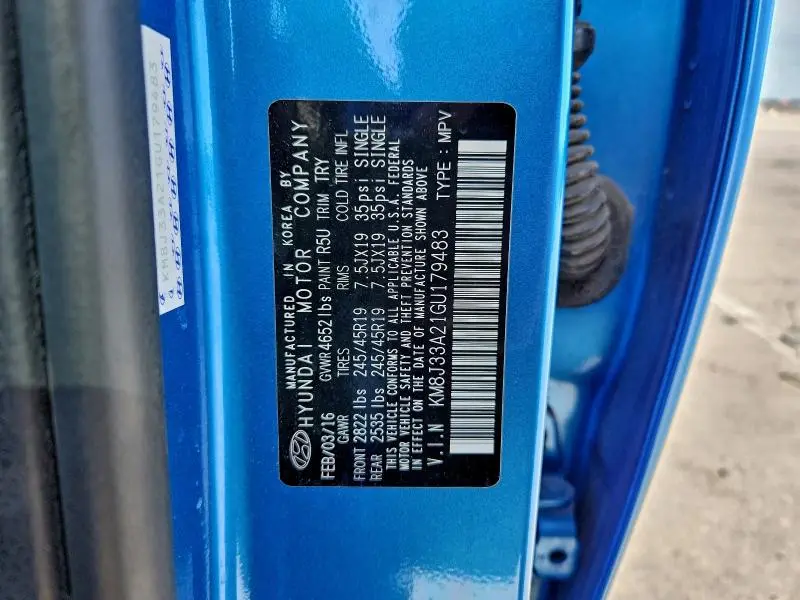 KM8J33A21GU179483
MANUFACTURED IN KOREA BY
HYUNDAI MOTOR COMPANY
FEB/03/16 GVWR 4652 lbs PAINT R5U TRIM TRY
GAWR TIRES RIMS COLD TIRE INFL
FRONT 2822 lbs 245/45R19 7.5JX19 35psi SINGLE
REAR 2535 lbs 245/45R19 7.5JX19 35psi SINGLE
THIS VEHICLE CONFORMS TO ALL APPLICABLE U.S.A. FEDERAL
MOTOR VEHICLE SAFETY AND THEFT PREVENTION STANDARDS
IN EFFECT ON THE DATE OF MANUFACTURE SHOWN ABOVE
V.I.N KM8J33A21GU179483 TYPE : MPV